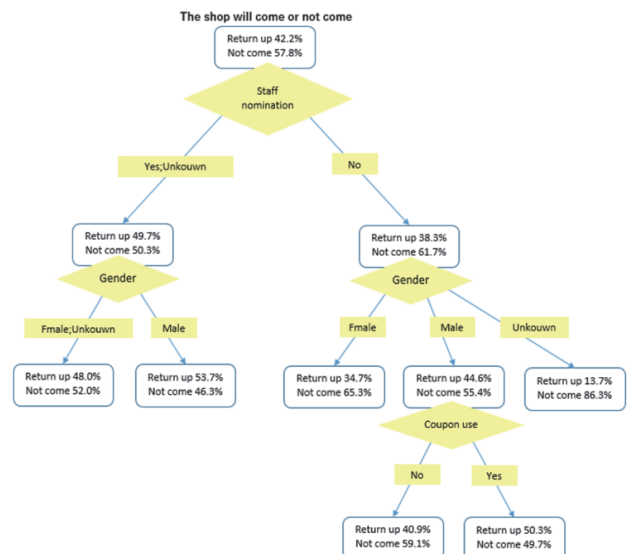 The shop will come or not come
Return up 42.2%
Not come 57.8%
Staff
nomination
Yes;Unkouwn
No
Return up 49.7%
Not come 50.3%
Return up 38.3%
Not come 61.7%
Gender
Gender
Fmale;Unkouwn
Male
Fmale
Male
Unkouwn
Return up 48.0%
Not come 52.0%
Return up 53.7%
Not come 46.3%
Return up 34.7%
Not come 65.3%
Return up 44.6%
Not come 55.4%
Return up 13.7%
Not come 86.3%
Coupon use
No
Yes
Return up 40.9%
Not come 59.1%
Return up 50.3%
Not come 49.7%